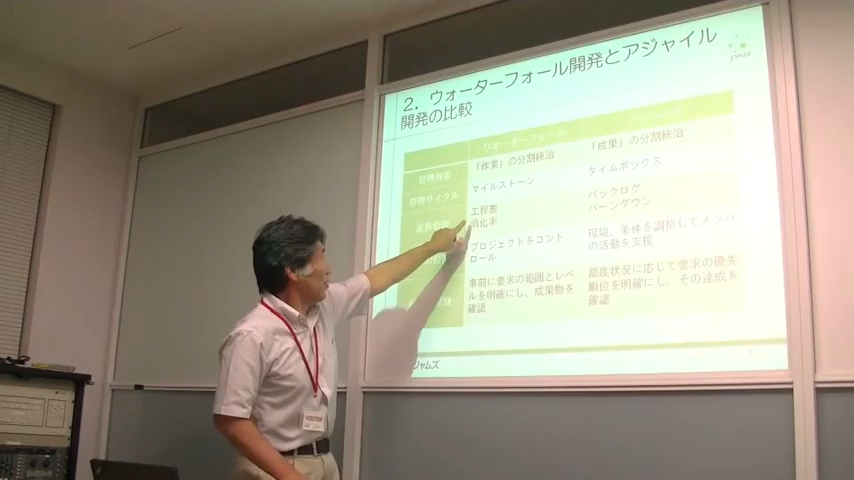 2. ウォーターフォール開発とアジャイル
開発の比較
ウォーターフォール
管理対象
「作業」の分割統治
「成果」の分割統治
管理サイクル
マイルストーン
タイムボックス
工程表
消化率
バックログ
バーンダウン
プロジェクトをコント
ロール
環境、条件を調整してメンバ
の活動を支援
事前に要求の範囲とレベ
ルを明確にし、成果物を
確認
都度状況に応じて要求の優先
順位を明確にし、その達成を
確認
ジャムズ